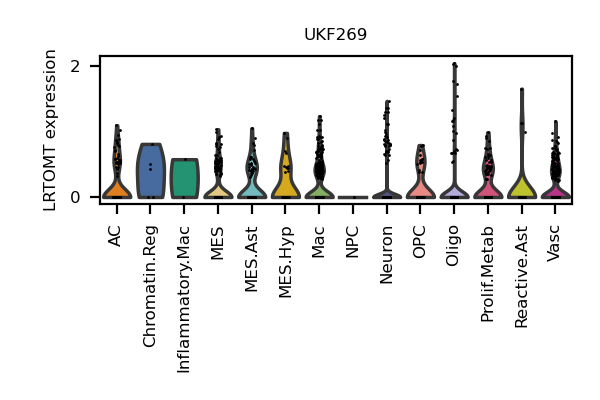 UKF269
LRTOMT expression
2
0
AC
Chromatin.Reg
Inflammatory.Mac
MES
MES.Ast
MES.Hyp
Mac
NPC
Neuron
OPC
Oligo
Prolif.Metab
Reactive.Ast
Vasc